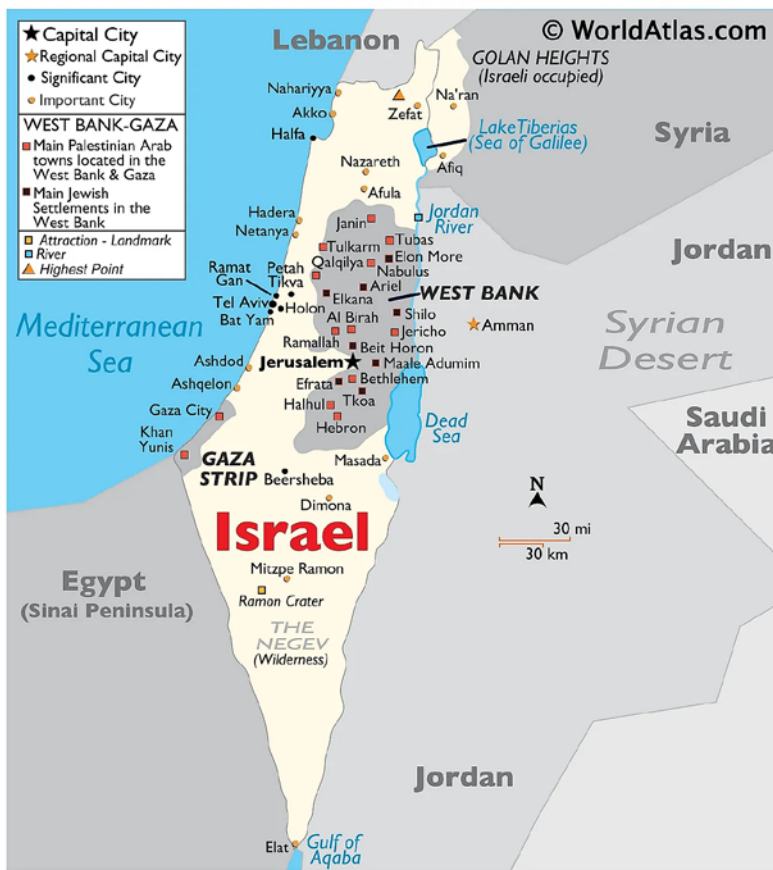 © WorldAtlas.com
Capital City
Regional Capital City
Significant City
Important City
WEST BANK-GAZA
Main Palestinian Arab
towns located in the
West Bank & Gaza
Main Jewish
Settlements in the
West Bank
Attraction - Landmark
River
Highest Point
Lebanon
GOLAN HEIGHTS
(Israeli occupied)
Nahariyya
Na'ran
Akko
Zefat
Haifa
Lake Tiberias
(Sea of Galilee)
Syria
Nazareth
Afiq
Afula
Hadera
Janin
Jordan
River
Netanya
Tulkarm
Tubas
Jordan
Qalqilya
Elon More
Nabulus
Ramat
Gan
Petah
Tikva
Ariel
Elkana
WEST BANK
Tel Aviv
Holon
Shilo
Bat Yam
Al Birah
Jericho
Amman
Mediterranean
Sea
Syrian
Desert
Ramallah
Beit Horon
Jerusalem
Maale Adumim
Ashdod
Efrata
Bethlehem
Ashqelon
Halhul
Tkoa
Gaza City
Hebron
Dead
Sea
Saudi
Arabia
Khan
Yunis
GAZA
STRIP
Masada
Beersheba
Dimona
N
30 mi
30 km
Israel
Egypt
(Sinai Peninsula)
Mitzpe Ramon
Ramon Crater
THE
NEGEV
(Wilderness)
Jordan
Elat
Gulf of
Aqaba